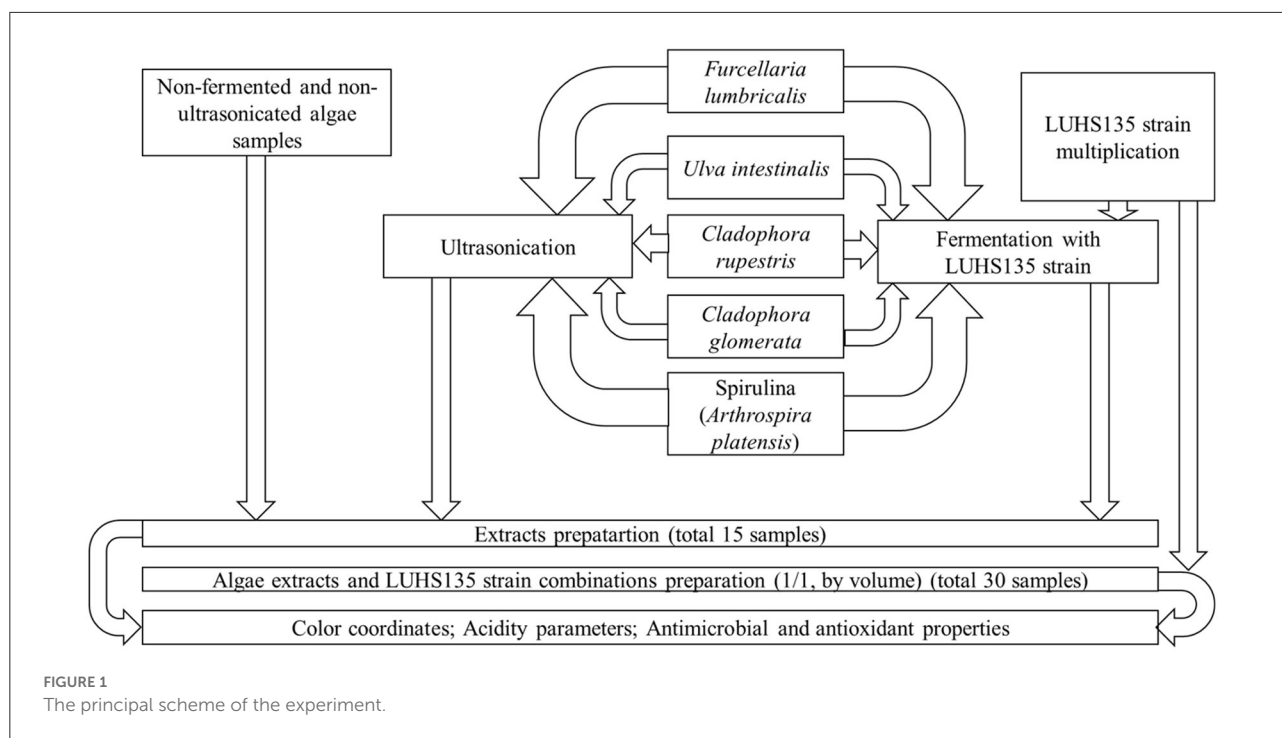 Non-fermented and non-
ultrasonicated algae
samples
Furcellaria
lumbricalis
LUHS135 strain
multiplication
Ulva intestinalis
Ultrasonication
Cladophora
rupestris
Fermentation with
LUHS135 strain
Cladophora
glomerata
Spirulina
(Arthrospira
platensis)
Extracts prepatartion (total 15 samples)
Algae extracts and LUHS135 strain combinations preparation (1/1, by volume) (total 30 samples)
Color coordinates; Acidity parameters; Antimicrobial and antioxidant properties
FIGURE 1
The principal scheme of the experiment.